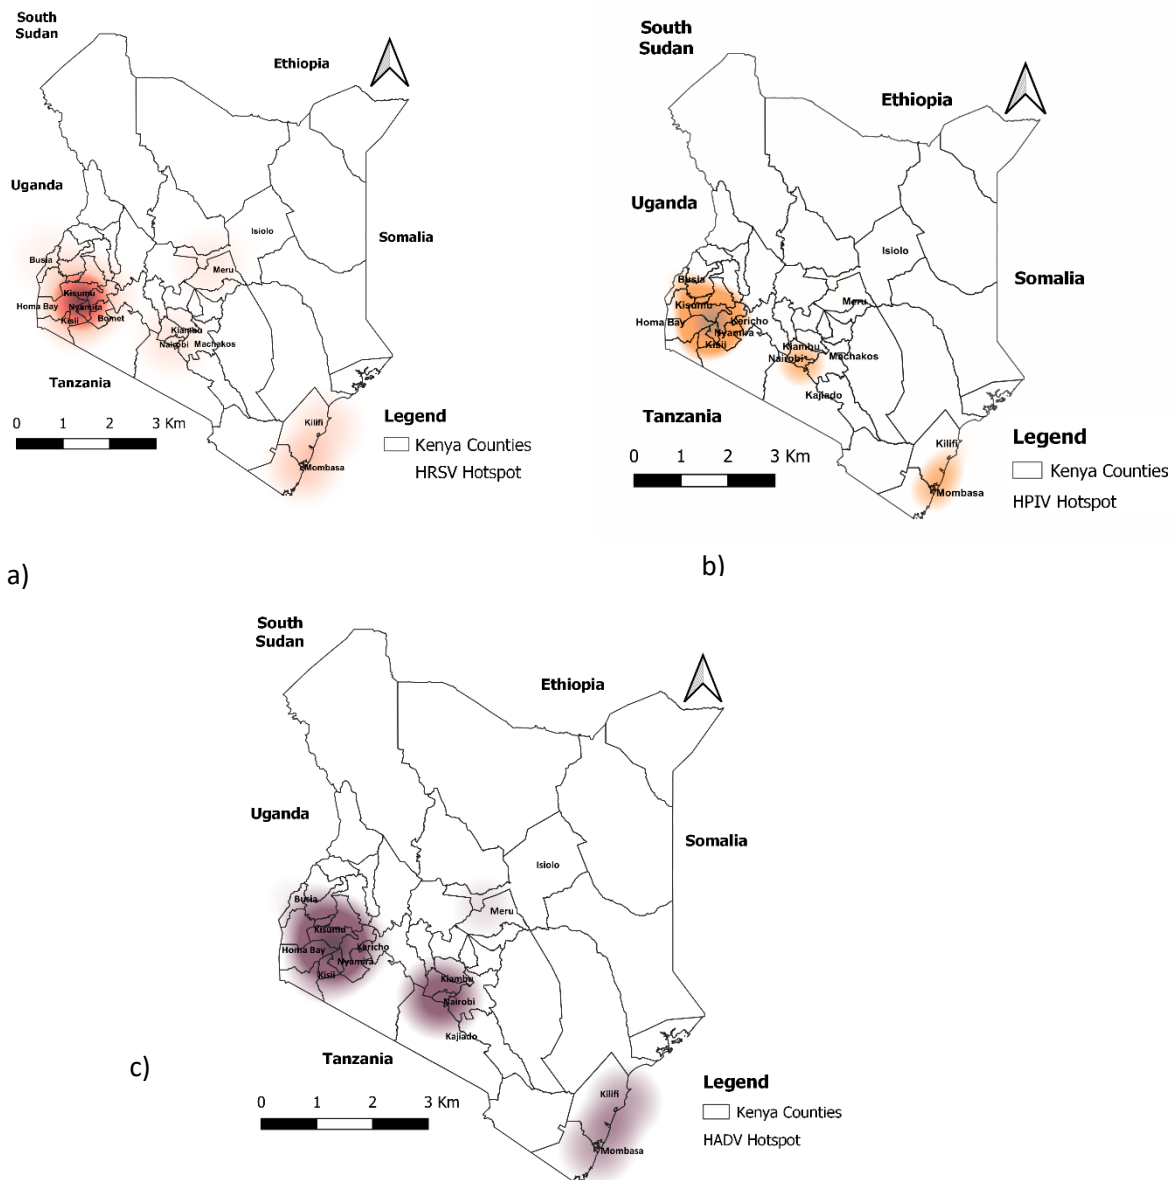 South
Sudan
Ethiopia
Uganda
Somalia
Isiolo
Busia
Meru
Kisumu
Homa Bay
Nyamira
Kisii
Bomet
Kiambu
Nairobi
Machakos
Tanzania
Kilifi
Mombasa
0 1 2 3 Km
Legend
Kenya Counties
HRSV Hotspot
a)
South
Sudan
Ethiopia
Uganda
Somalia
Isiolo
Busia
Meru
Kisumu
Homa Bay
Kericho
Nyamira
Kisii
Kiambu
Nairobi
Machakos
Kajiado
Tanzania
Kilifi
Mombasa
0 1 2 3 Km
Legend
Kenya Counties
HPIV Hotspot
b)
South
Sudan
Ethiopia
Uganda
Somalia
Isiolo
Busia
Meru
Kisumu
Homa Bay
Kericho
Nyamira
Kisii
Kiambu
Nairobi
Kajiado
Tanzania
Kilifi
Mombasa
0 1 2 3 Km
Legend
Kenya Counties
HADV Hotspot
c)